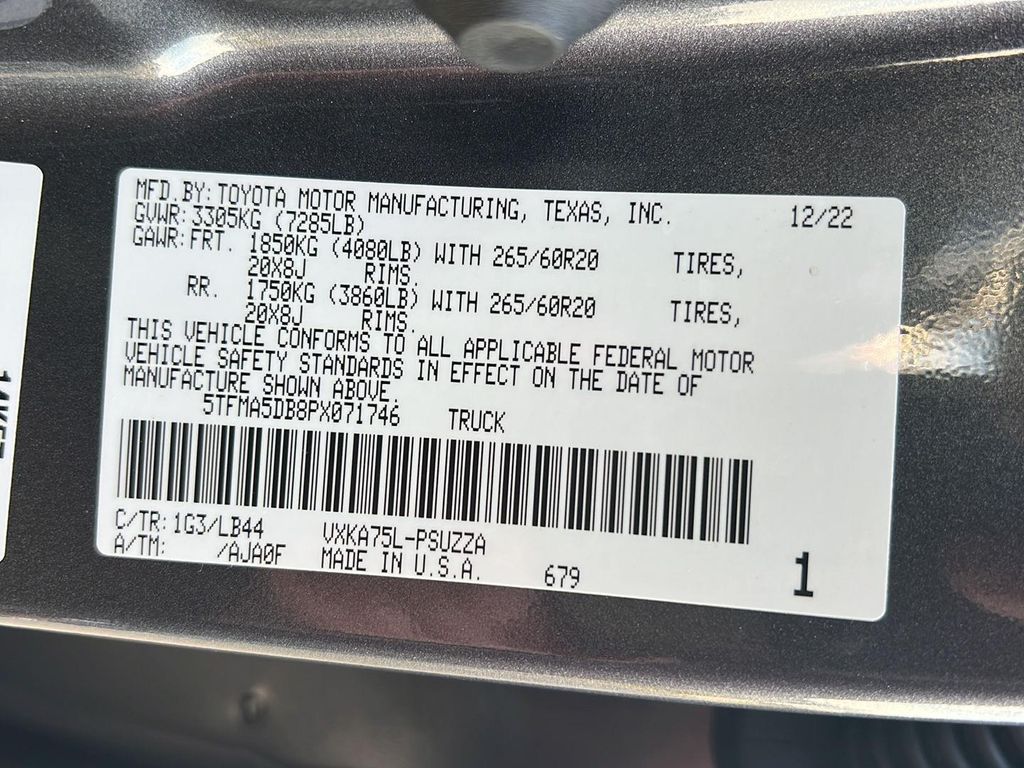 MFD.BY: TOYOTA MOTOR MANUFACTURING, TEXAS, INC. 12/22
GVWR: 3305KG (7285LB)
GAWR: FRT. 1850KG (4080LB) WITH 265/60R20 TIRES,
20X8J RIMS.
RR. 1750KG (3860LB) WITH 265/60R20 TIRES,
20X8J RIMS.
THIS VEHICLE CONFORMS TO ALL APPLICABLE FEDERAL MOTOR
VEHICLE SAFETY STANDARDS IN EFFECT ON THE DATE OF
MANUFACTURE SHOWN ABOVE.
5TFMA5DB8PX071746 TRUCK
C/TR: 1G3/LB44 VXKA75L-PSUZZA
A/TM: /AJA0F MADE IN U.S.A. 679 1